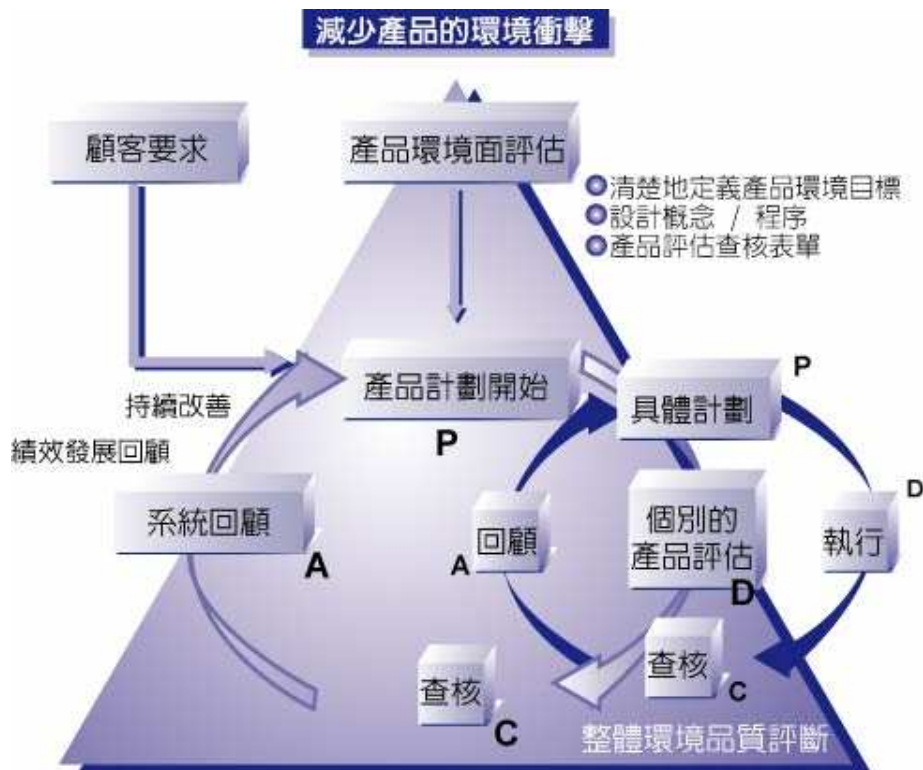 減少產品的環境衝擊
顧客要求
產品環境面評估
清楚地定義產品環境目標
設計概念 / 程序
產品評估查核表單
產品計劃開始
P
具體計劃
P
持續改善
績效發展回顧
系統回顧
A
回顧
A
個別的
產品評估
D
執行
D
查核
C
查核
C
整體環境品質評斷